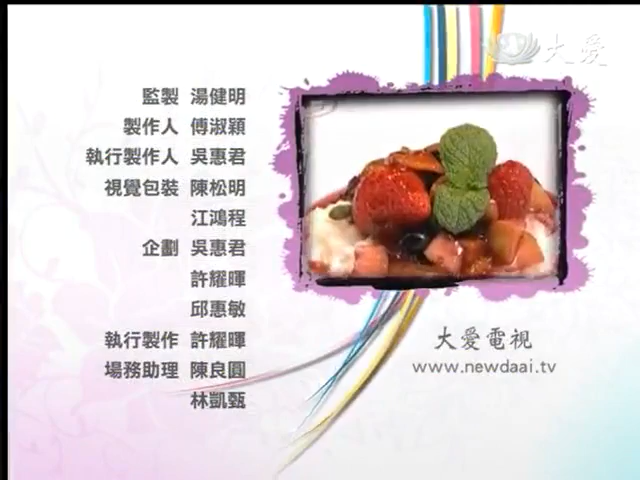 大愛
監製 湯健明
製作人 傅淑穎
執行製作人 吳惠君
視覺包裝 陳松明
江鴻程
企劃 吳惠君
許耀暉
邱惠敏
執行製作 許耀暉
場務助理 陳良圓
林凱甄
大愛電視
www.newdaai.tv